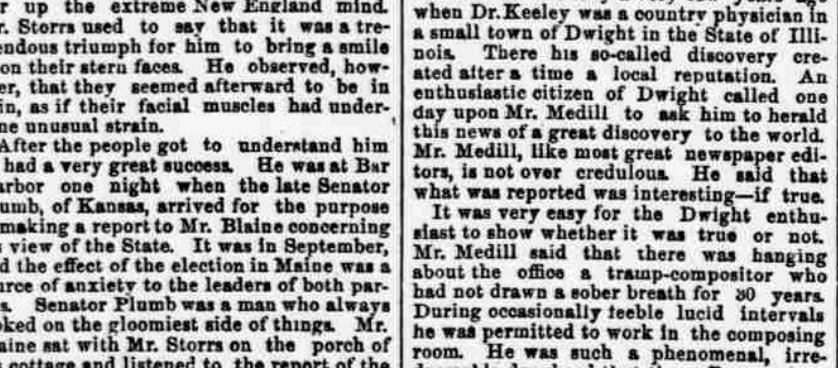 r up the extreme New England mind.
r. Storrs used to say that it was a tre-
endous triumph for him to bring a smile
on their stern faces. He observed, how-
er, that they seemed afterward to be in
in, as if their facial muscles had under-
ne unusual strain.
After the people got to understand him
had a very great success. He was at Bar
arbor one night when the late Senator
umb, of Kansas, arrived for the purpose
making a report to Mr. Blaine concerning
s view of the State. It was in September,
d the effect of the election in Maine was a
urce of anxiety to the leaders of both par-
s. Senator Plumb was a man who always
oked on the gloomiest side of things. Mr.
aine sat with Mr. Storrs on the porch of
cottage and listened to the report of the
when Dr. Keeley was a country physician in
a small town of Dwight in the State of Illi-
nois. There his so-called discovery cre-
ated after a time a local reputation. An
enthusiastic citizen of Dwight called one
day upon Mr. Medill to ask him to herald
this news of a great discovery to the world.
Mr. Medill, like most great newspaper edi-
tors, is not over credulous. He said that
what was reported was interesting—if true.
It was very easy for the Dwight enthu-
siast to show whether it was true or not.
Mr. Medill said that there was hanging
about the office a tramp-compositor who
had not drawn a sober breath for 30 years.
During occasionally feeble lucid intervals
he was permitted to work in the composing
room. He was such a phenomenal, irre-